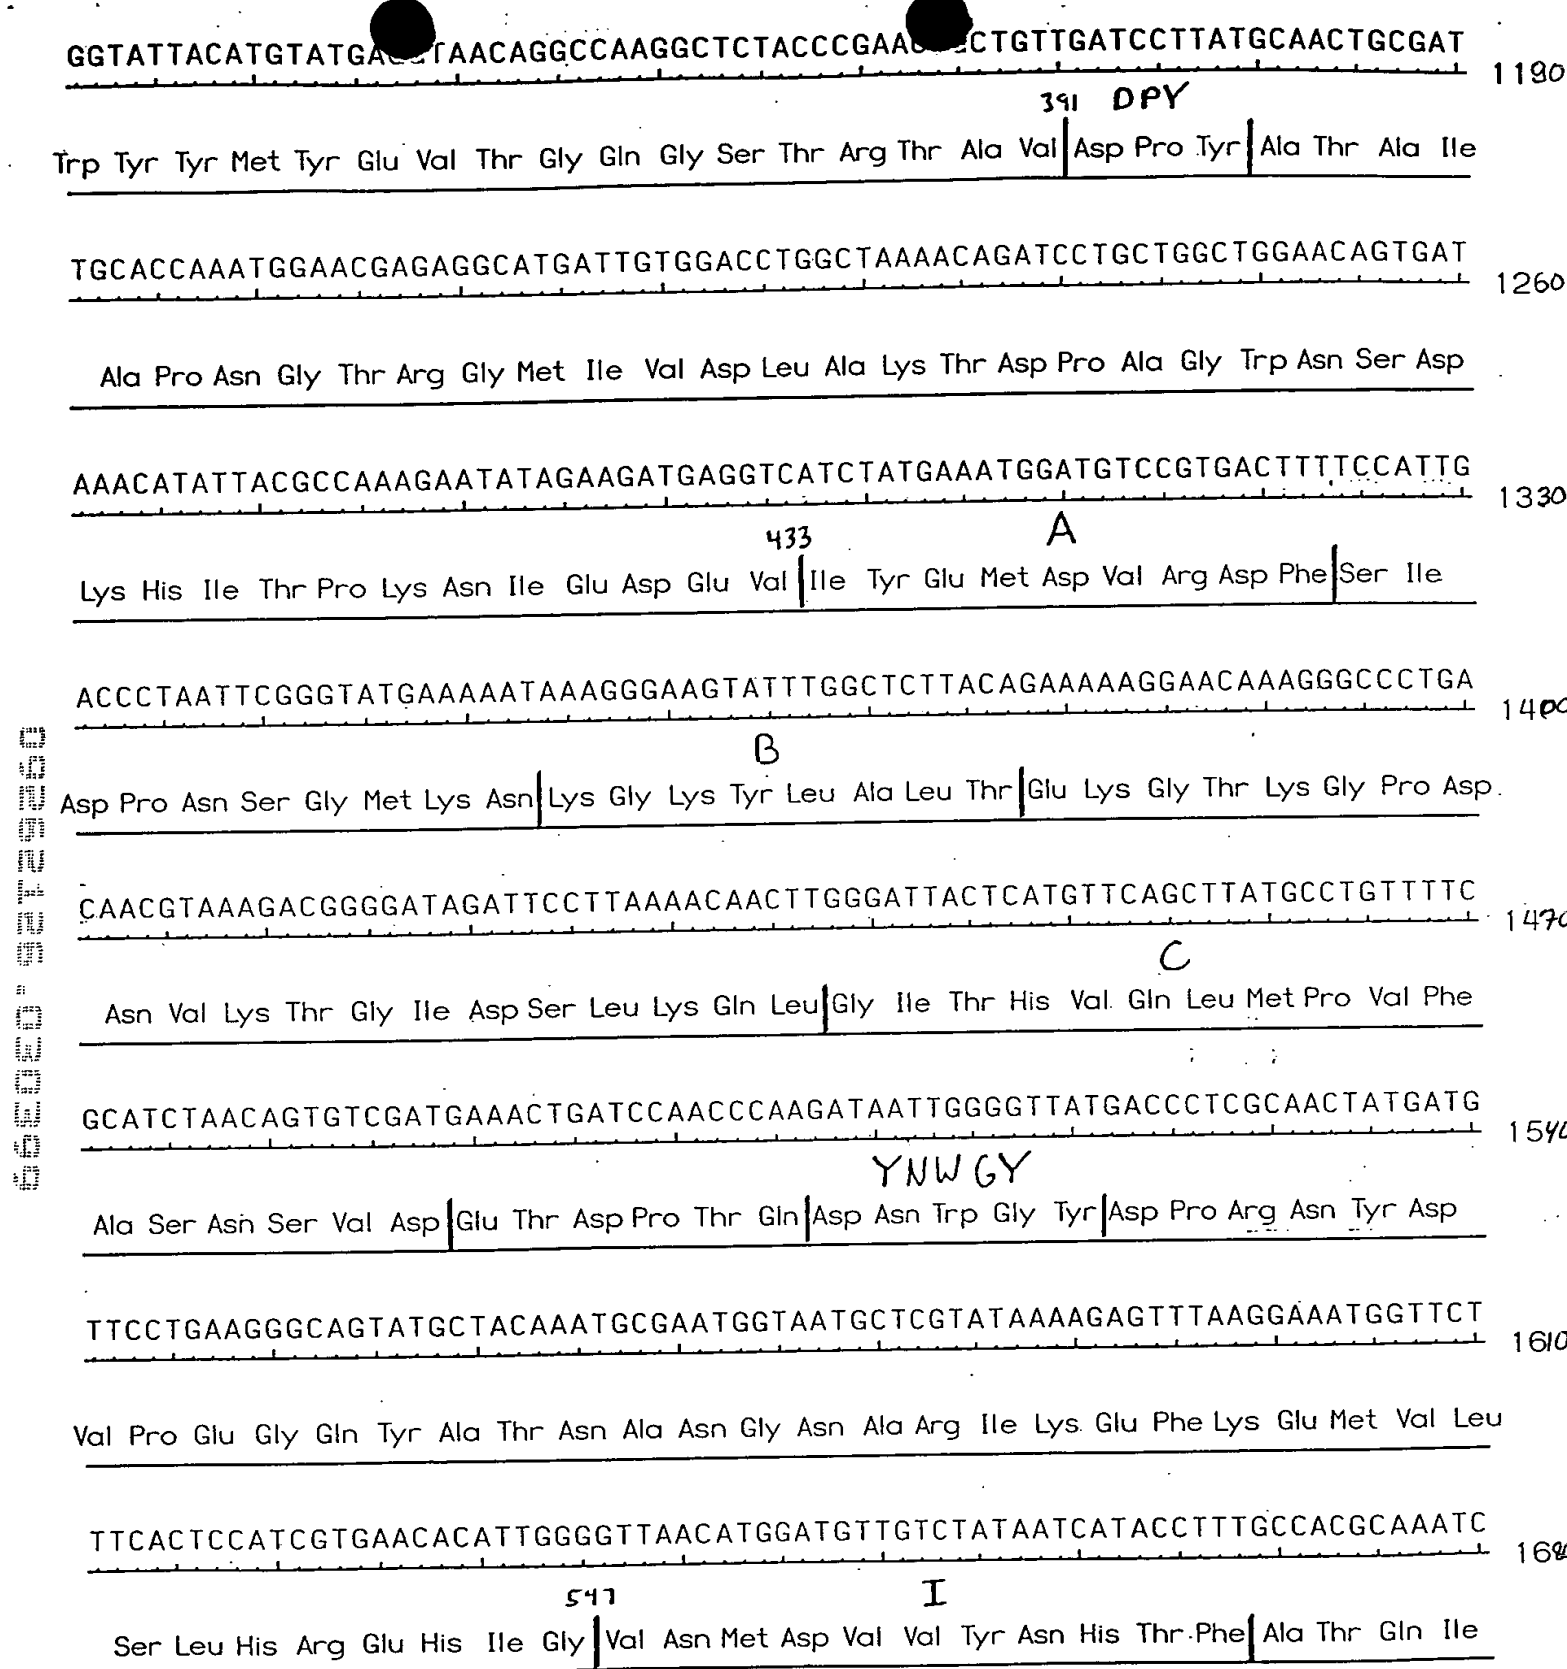 GGTATTACATGTATGA TAACAGGCCAAGGCTCTACCCGAA CTGTTGATCCTTATGCAACTGCGAT
1190
391 DPY
Trp Tyr Tyr Met Tyr Glu Val Thr Gly Gln Gly Ser Thr Arg Thr Ala Val Asp Pro Tyr Ala Thr Ala Ile
TGCACCAAATGGAACGAGAGGCATGATTGTGGACCTGGCTAAAACAGATCCTGCTGGCTGGAACAGTGAT
1260
Ala Pro Asn Gly Thr Arg Gly Met Ile Val Asp Leu Ala Lys Thr Asp Pro Ala Gly Trp Asn Ser Asp
AAACATATTACGCCAAAGAATATAGAAGATGAGGTCATCTATGAAATGGATGTCCGTGACTTTTCCATTG
1330
433 A
Lys His Ile Thr Pro Lys Asn Ile Glu Asp Glu Val Ile Tyr Glu Met Asp Val Arg Asp Phe Ser Ile
ACCCTAATTCGGGTATGAAAAATAAAGGGAAGTATTTGGCTCTTACAGAAAAAGGAACAAAGGGCCCTGA
1400
B
Asp Pro Asn Ser Gly Met Lys Asn Lys Gly Lys Tyr Leu Ala Leu Thr Glu Lys Gly Thr Lys Gly Pro Asp
CAACGTAAAGACGGGGATAGATTCCTTAAAACAACTTGGGATTACTCATGTTCAGCTTATGCCTGTTTTC
1470
C
Asn Val Lys Thr Gly Ile Asp Ser Leu Lys Gln Leu Gly Ile Thr His Val Gln Leu Met Pro Val Phe
GCATCTAACAGTGTCGATGAAACTGATCCAACCCAAGATAATTGGGGTTATGACCCTCGCAACTATGATG
1540
YNWGY
Ala Ser Asn Ser Val Asp Glu Thr Asp Pro Thr Gln Asp Asn Trp Gly Tyr Asp Pro Arg Asn Tyr Asp
TTCCTGAAGGGCAGTATGCTACAAATGCGAATGGTAATGCTCGTATAAAAGAGTTTAAGGAAATGGTTCT
1610
Val Pro Glu Gly Gln Tyr Ala Thr Asn Ala Asn Gly Asn Ala Arg Ile Lys Glu Phe Lys Glu Met Val Leu
TTCACTCCATCGTGAACACATTGGGGTTAACATGGATGTTGTCTATAATCATACCTTTGCCACGCAAATC
547 I
Ser Leu His Arg Glu His Ile Gly Val Asn Met Asp Val Val Tyr Asn His Thr Phe Ala Thr Gln Ile